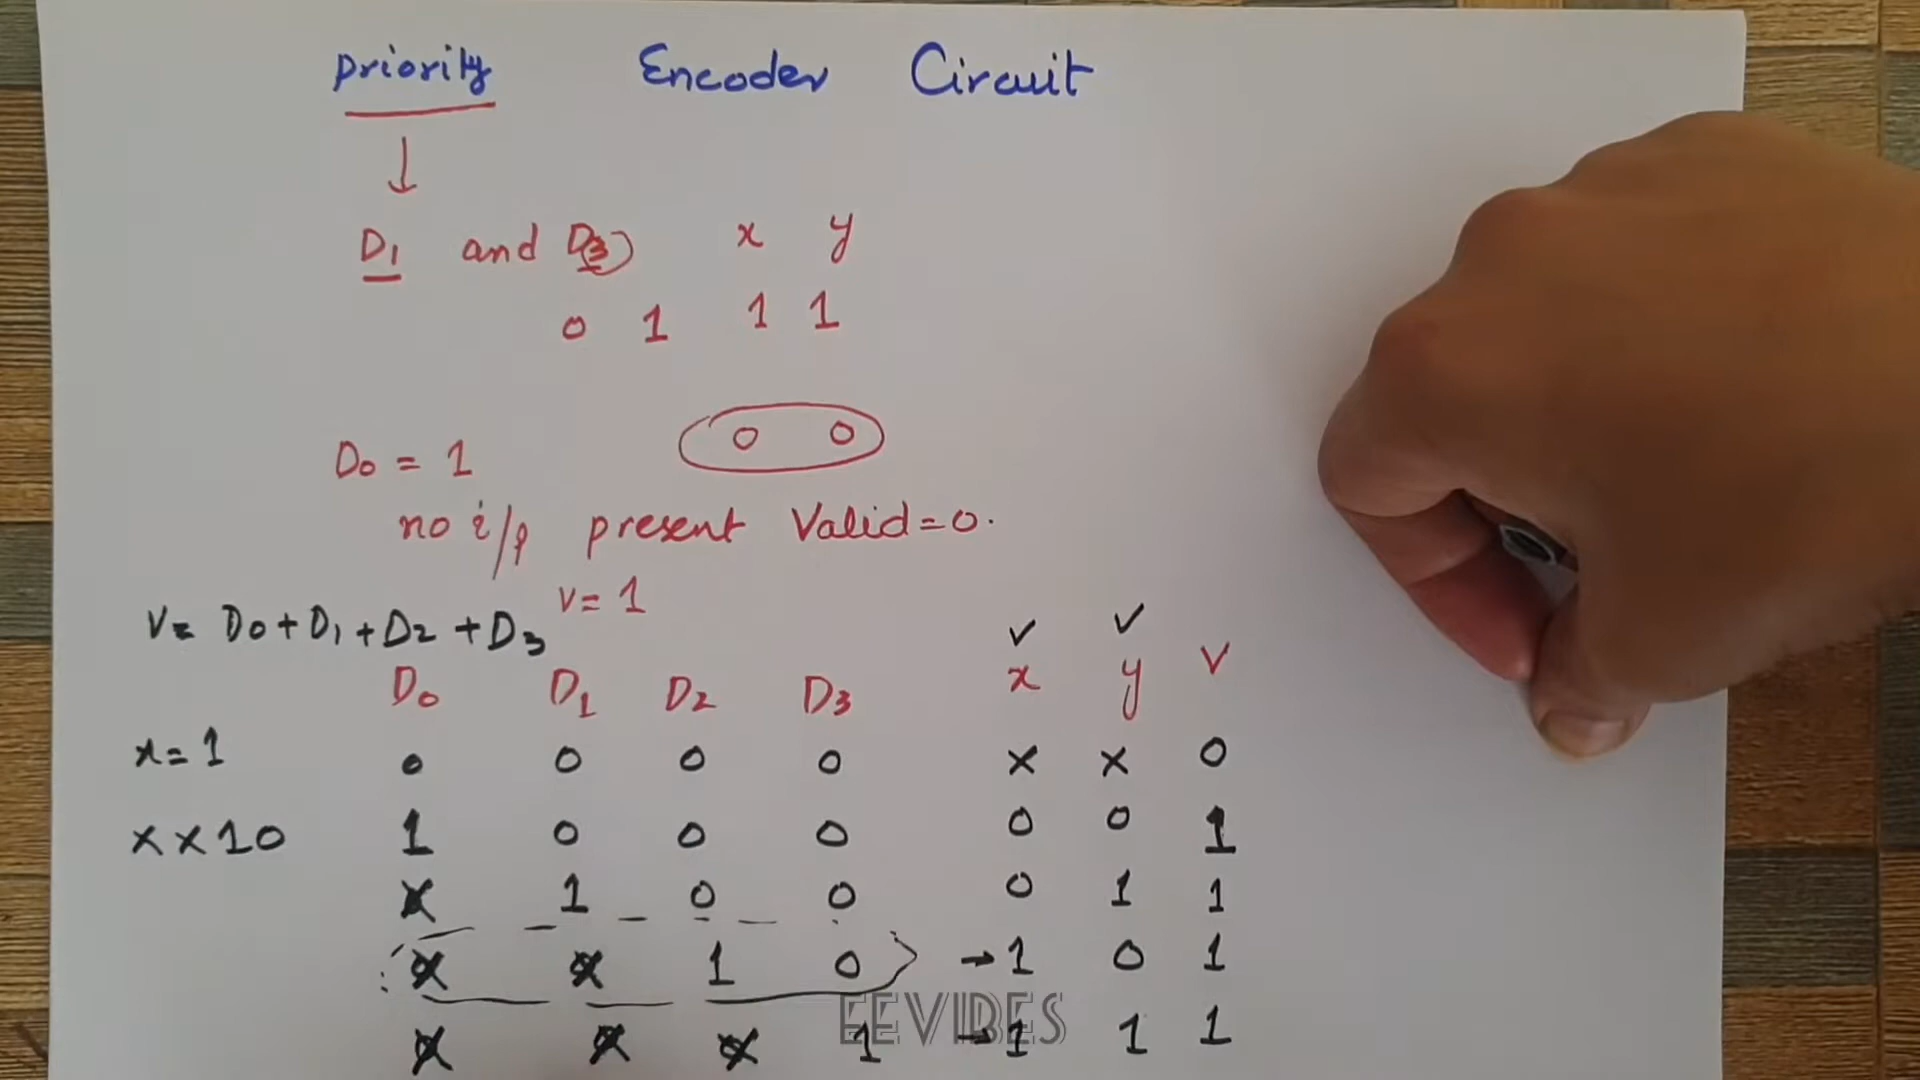 priority Encoder Circuit
↓
D1 and D3 x y
0 1 1 1
0 0
D0 = 1
no i/p present Valid=0.
V=1
V= D0+D1+D2+D3
✓ ✓
D0 D1 D2 D3 x y V
x=1 0 0 0 0 x x 0
x x 1 0 1 0 0 0 0 0 1
x 1 0 0 0 1 1
x x 1 0 → 1 0 1
EEVIBES
x x x 1 → 1 1 1